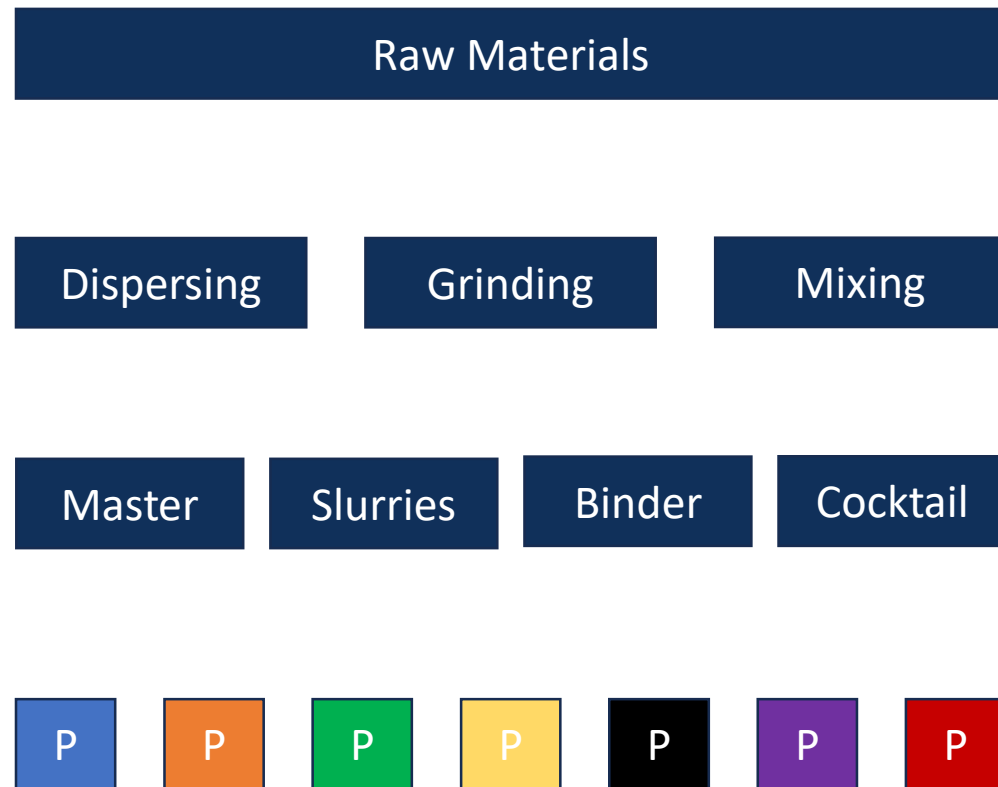 Raw Materials
Dispersing Grinding Mixing
Master Slurries Binder Cocktail
P P P P P P P